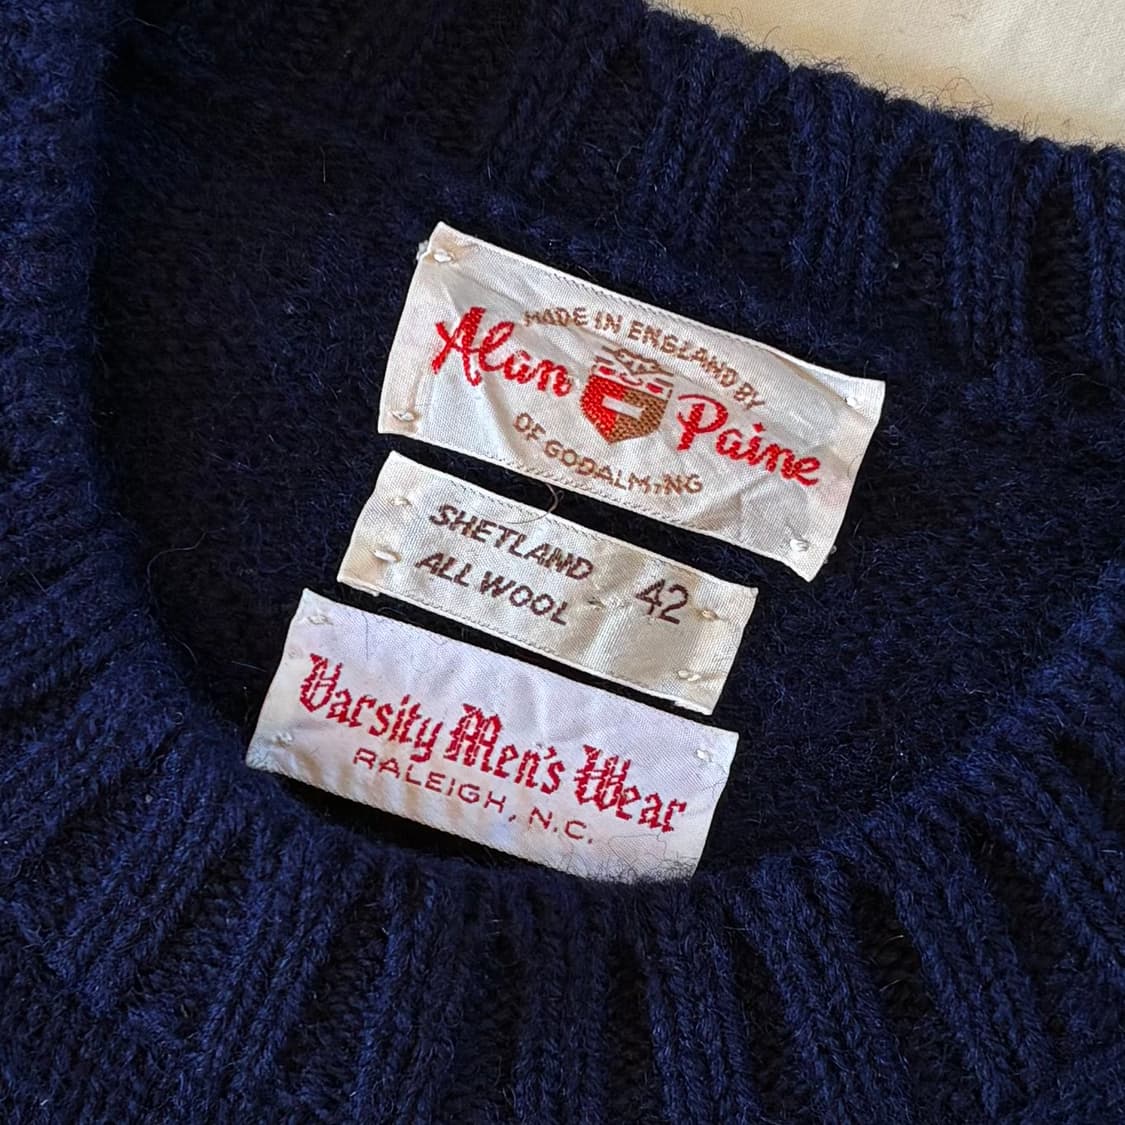 MADE IN ENGLAND BY
Alan Paine
OF GODALMING
SHETLAND
ALL WOOL
42
Varsity Men's Wear
RALEIGH, N.C.